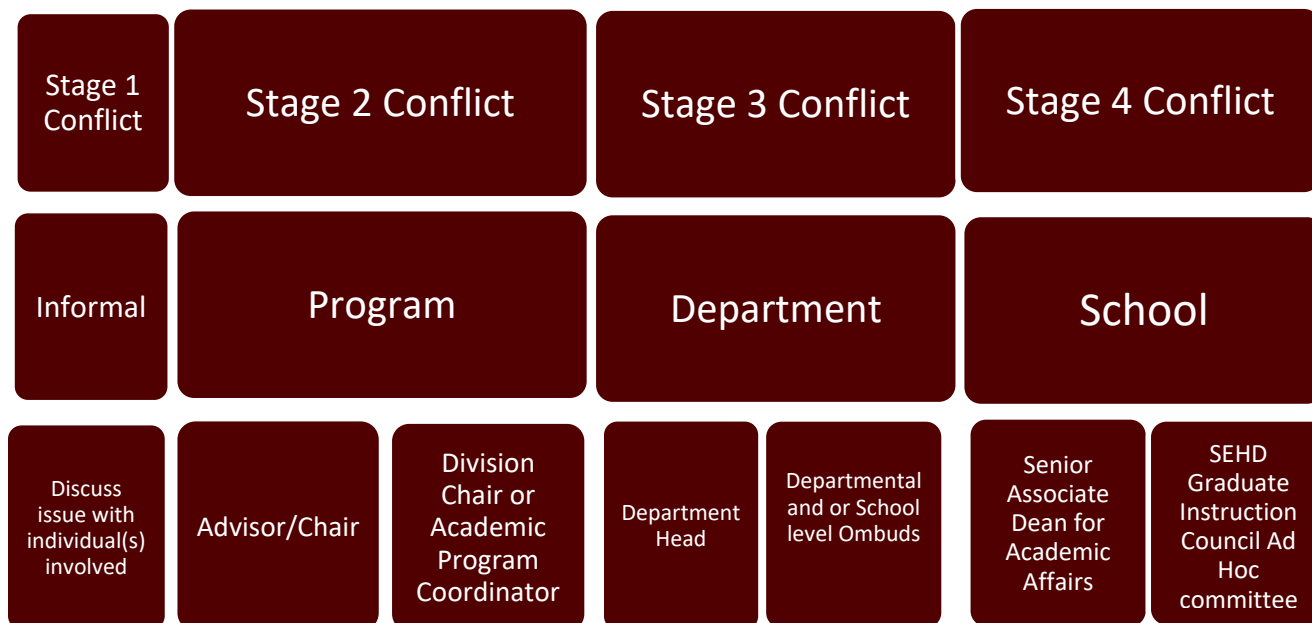 Stage 1
Conflict
Stage 2 Conflict
Stage 3 Conflict
Stage 4 Conflict
Informal
Program
Department
School
Discuss
issue with
individual(s)
involved
Advisor/Chair
Division
Chair or
Academic
Program
Coordinator
Department
Head
Departmental
and or School
level Ombuds
Senior
Associate
Dean for
Academic
Affairs
SEHD
Graduate
Instruction
Council Ad
Hoc
committee